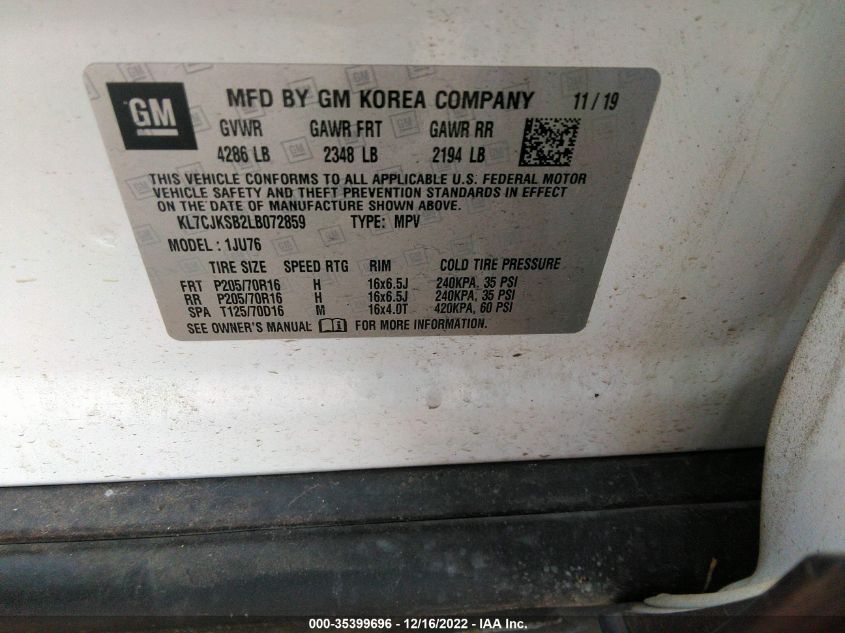 GM
MFD BY GM KOREA COMPANY 11 / 19
GVWR GAWR FRT GAWR RR
4286 LB 2348 LB 2194 LB
THIS VEHICLE CONFORMS TO ALL APPLICABLE U.S. FEDERAL MOTOR
VEHICLE SAFETY AND THEFT PREVENTION STANDARDS IN EFFECT
ON THE DATE OF MANUFACTURE SHOWN ABOVE.
KL7CJKSB2LB072859 TYPE: MPV
MODEL : 1JU76
TIRE SIZE SPEED RTG RIM COLD TIRE PRESSURE
FRT P205/70R16 H 16x6.5J 240KPA, 35 PSI
RR P205/70R16 H 16x6.5J 240KPA, 35 PSI
SPA T125/70D16 M 16x4.0T 420KPA, 60 PSI
SEE OWNER'S MANUAL FOR MORE INFORMATION.
000-35399696 - 12/16/2022 - IAA Inc.